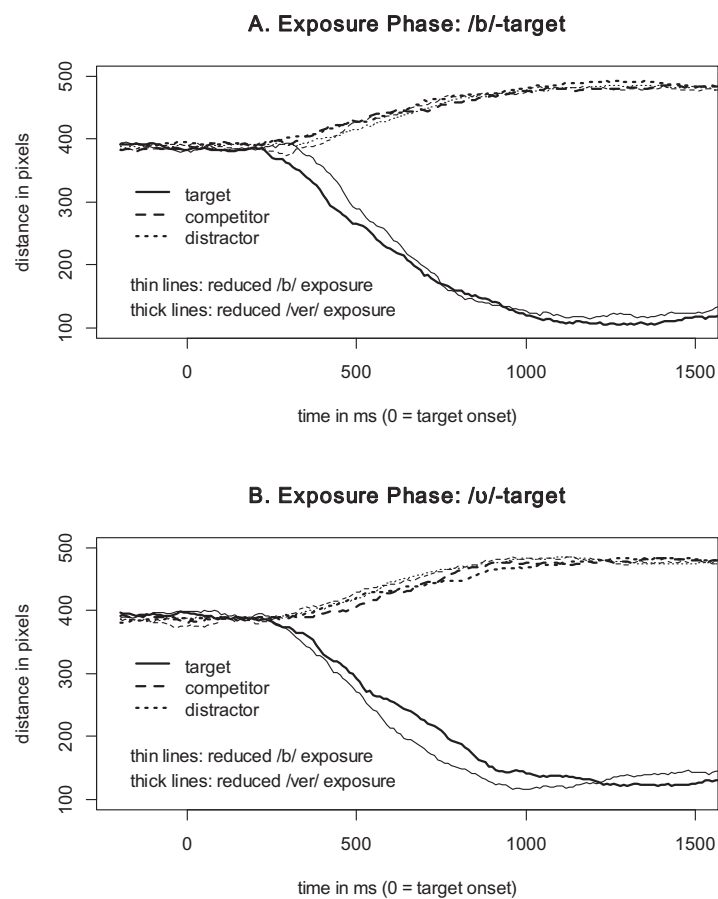 A. Exposure Phase: /b/-target
distance in pixels
500
400
300
200
100
target
competitor
distractor
thin lines: reduced /b/ exposure
thick lines: reduced /ver/ exposure
0 500 1000 1500
time in ms (0 = target onset)
B. Exposure Phase: /ʋ/-target
distance in pixels
500
400
300
200
100
target
competitor
distractor
thin lines: reduced /b/ exposure
thick lines: reduced /ver/ exposure
0 500 1000 1500
time in ms (0 = target onset)